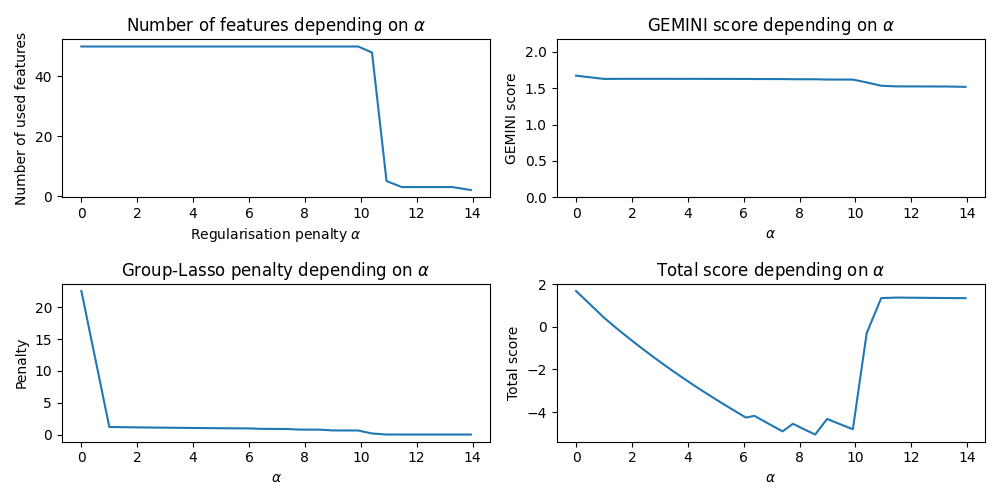 Number of features depending on α
Number of used features
40
20
0
0 2 4 6 8 10 12 14
Regularisation penalty α
GEMINI score depending on α
GEMINI score
2.0
1.5
1.0
0.5
0.0
0 2 4 6 8 10 12 14
α
Group-Lasso penalty depending on α
Penalty
20
15
10
5
0
0 2 4 6 8 10 12 14
α
Total score depending on α
Total score
2
0
−2
−4
0 2 4 6 8 10 12 14
α